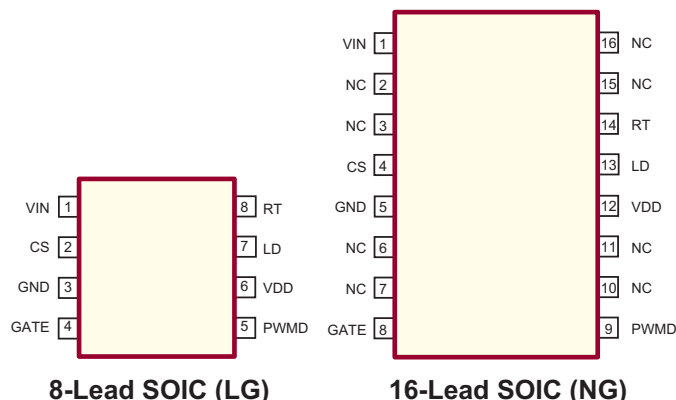 VIN 1
CS 2
GND 3
GATE 4
8 RT
7 LD
6 VDD
5 PWMD
8-Lead SOIC (LG)
VIN 1
NC 2
NC 3
CS 4
GND 5
NC 6
NC 7
GATE 8
16 NC
15 NC
14 RT
13 LD
12 VDD
11 NC
10 NC
9 PWMD
16-Lead SOIC (NG)